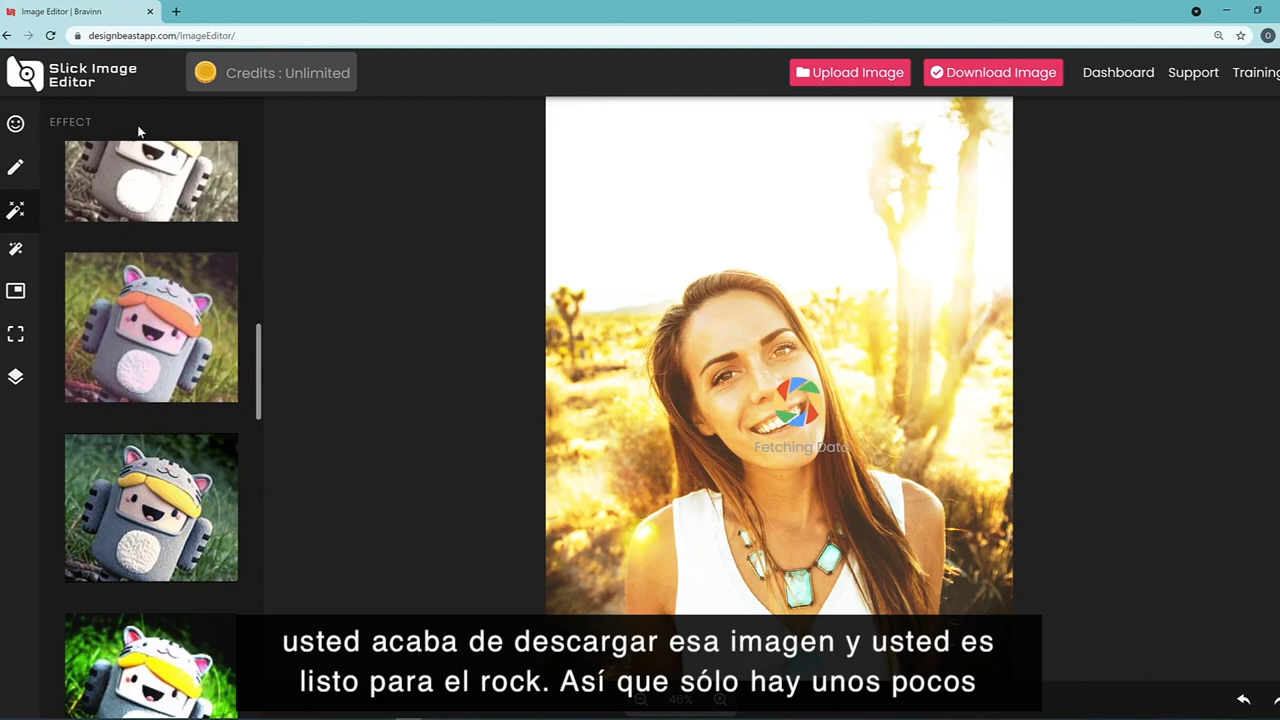 Image Editor | Bravinn
designbeastapp.com/ImageEditor/
Slick Image
Editor
Credits : Unlimited
Upload Image
Download Image
Dashboard
Support
Training
EFFECT
Fetching Data
usted acaba de descargar esa imagen y usted es
listo para el rock. Así que sólo hay unos pocos
46%